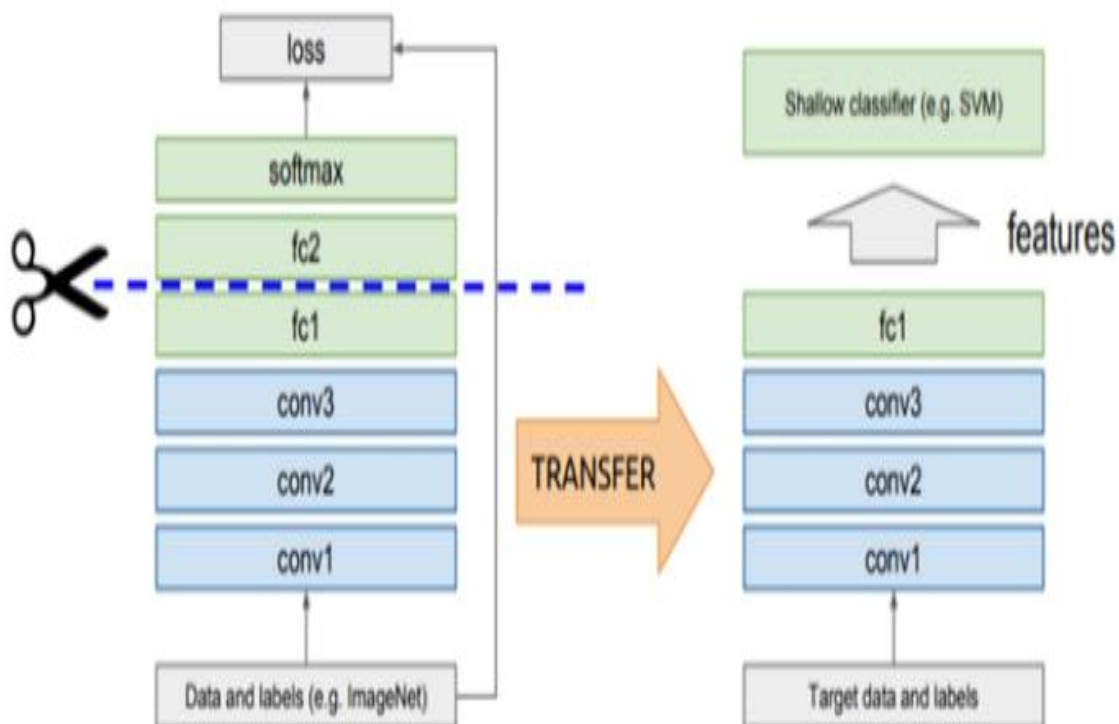 loss
softmax
fc2
fc1
conv3
conv2
conv1
Data and labels (e.g. ImageNet)
TRANSFER
Shallow classifier (e.g. SVM)
features
fc1
conv3
conv2
conv1
Target data and labels